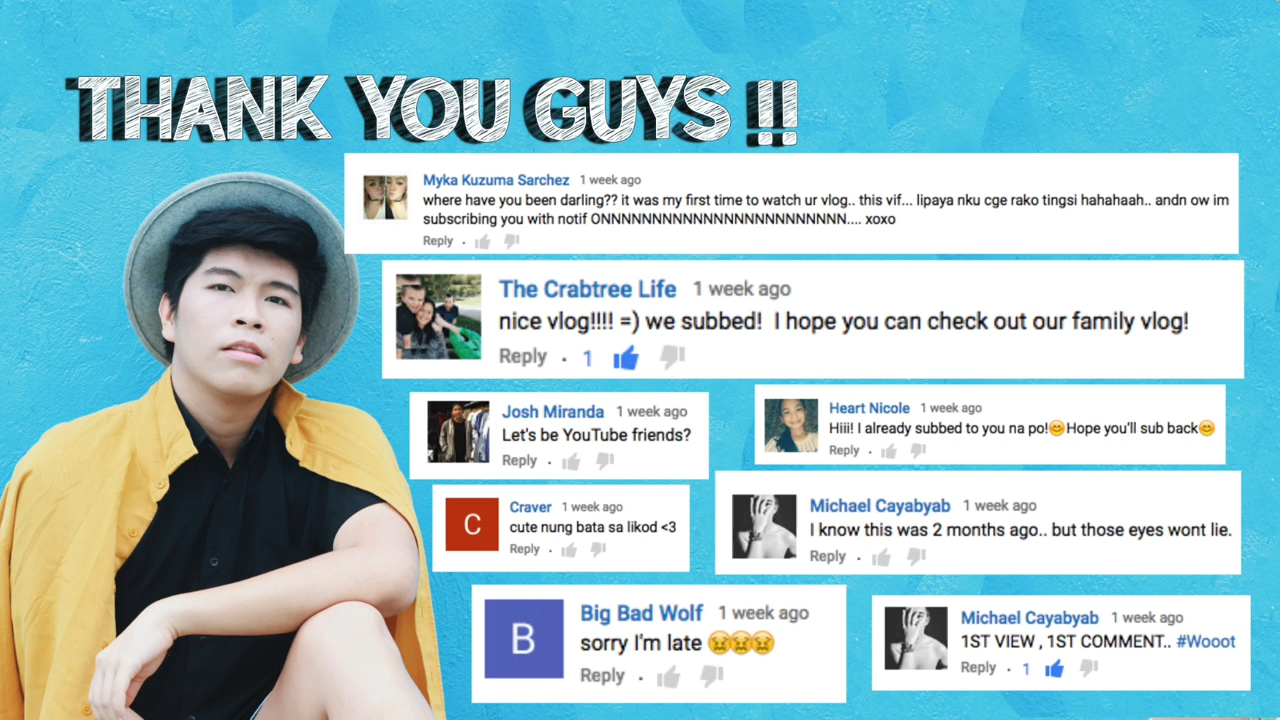 THANK YOU GUYS !!
Myka Kuzuma Sarchez 1 week ago
where have you been darling?? it was my first time to watch ur vlog.. this vif... lipaya nku cge rako tingsi hahahaah.. andn ow im
subscribing you with notif ONNNNNNNNNNNNNNNNNNNNNNNN.... xoxo
Reply
The Crabtree Life 1 week ago
nice vlog!!!! =) we subbed! I hope you can check out our family vlog!
Reply · 1
Josh Miranda 1 week ago
Let's be YouTube friends?
Reply
Heart Nicole 1 week ago
Hiii! I already subbed to you na po!😊Hope you'll sub back😊
Reply
C
Craver 1 week ago
cute nung bata sa likod <3
Reply
Michael Cayabyab 1 week ago
I know this was 2 months ago.. but those eyes wont lie.
Reply
B
Big Bad Wolf 1 week ago
sorry I'm late 😖😖😖
Reply
Michael Cayabyab 1 week ago
1ST VIEW , 1ST COMMENT.. #Wooot
Reply · 1